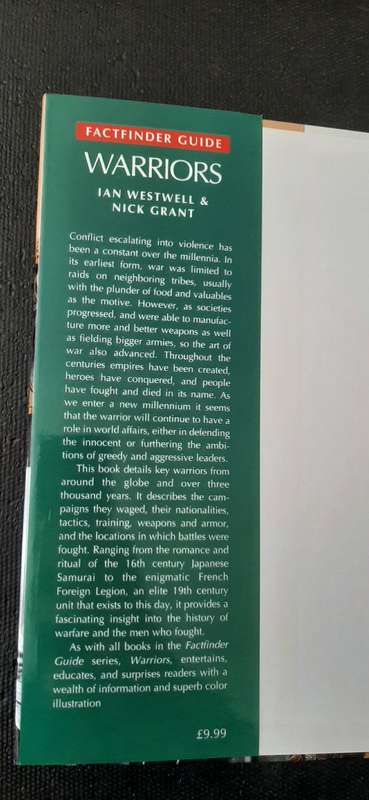 FACTFINDER GUIDE
WARRIORS
IAN WESTWELL &
NICK GRANT
Conflict escalating into violence has
been a constant over the millennia. In
its earliest form, war was limited to
raids on neighboring tribes, usually
with the plunder of food and valuables
as the motive. However, as societies
progressed, and were able to manufac-
ture more and better weapons as well
as fielding bigger armies, so the art of
war also advanced. Throughout the
centuries empires have been created,
heroes have conquered, and people
have fought and died in its name. As
we enter a new millennium it seems
that the warrior will continue to have a
role in world affairs, either in defending
the innocent or furthering the ambi-
tions of greedy and aggressive leaders.
This book details key warriors from
around the globe and over three
thousand years. It describes the cam-
paigns they waged, their nationalities,
tactics, training, weapons and armor,
and the locations in which battles were
fought. Ranging from the romance and
ritual of the 16th century Japanese
Samurai to the enigmatic French
Foreign Legion, an elite 19th century
unit that exists to this day, it provides a
fascinating insight into the history of
warfare and the men who fought.
As with all books in the Factfinder
Guide series, Warriors, entertains,
educates, and surprises readers with a
wealth of information and superb color
illustration
£9.99